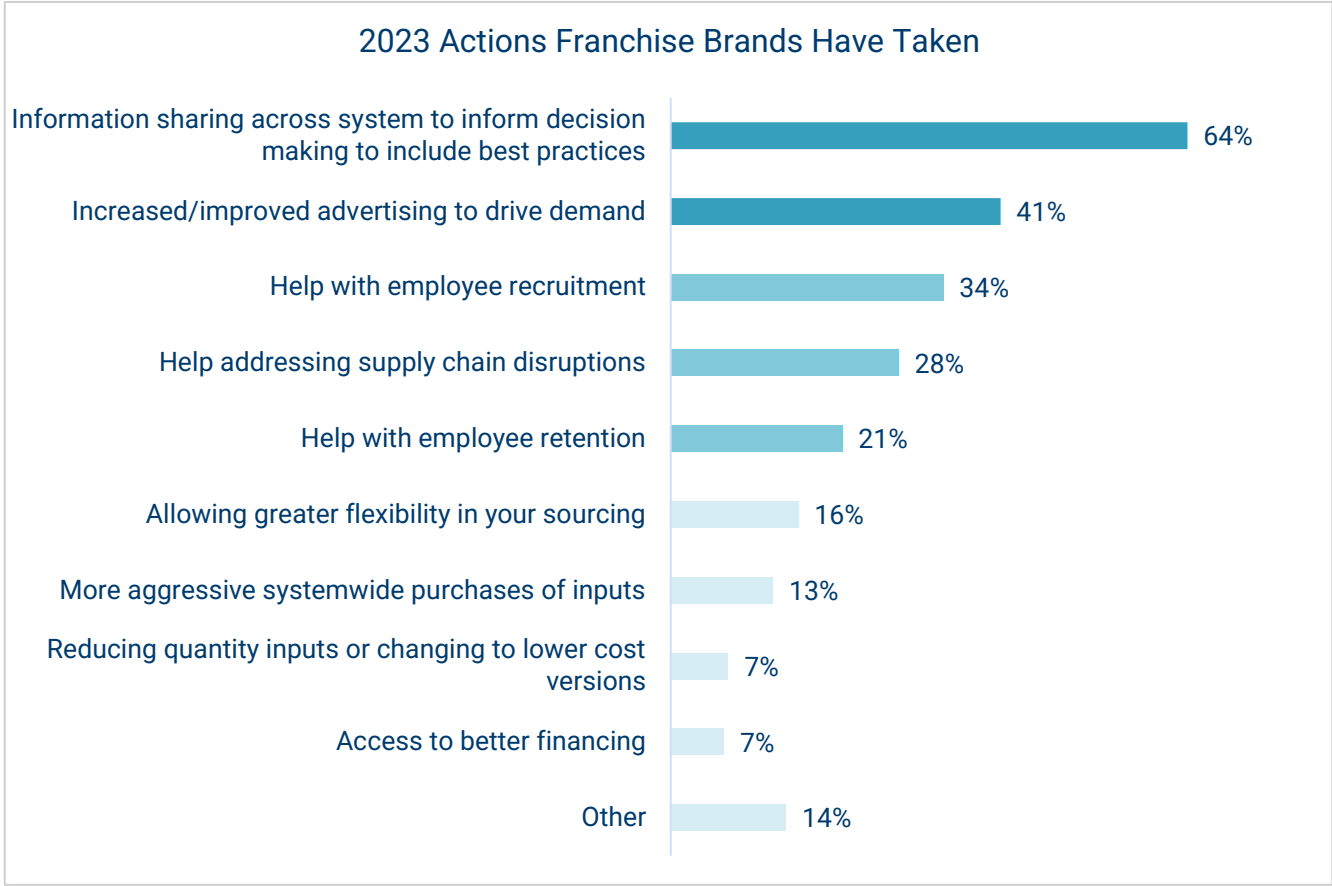 2023 Actions Franchise Brands Have Taken
Information sharing across system to inform decision
making to include best practices
64%
Increased/improved advertising to drive demand
41%
Help with employee recruitment
34%
Help addressing supply chain disruptions
28%
Help with employee retention
21%
Allowing greater flexibility in your sourcing
16%
More aggressive systemwide purchases of inputs
13%
Reducing quantity inputs or changing to lower cost
versions
7%
Access to better financing
7%
Other
14%